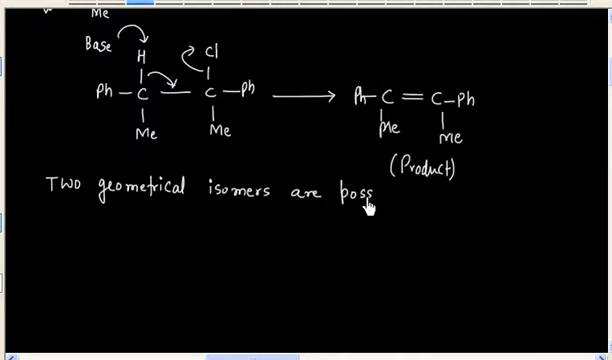 Me
Base H Cl
Ph - C - C - Ph → Ph - C = C - Ph
Me Me Me Me
(Product)
Two geometrical isomers are poss